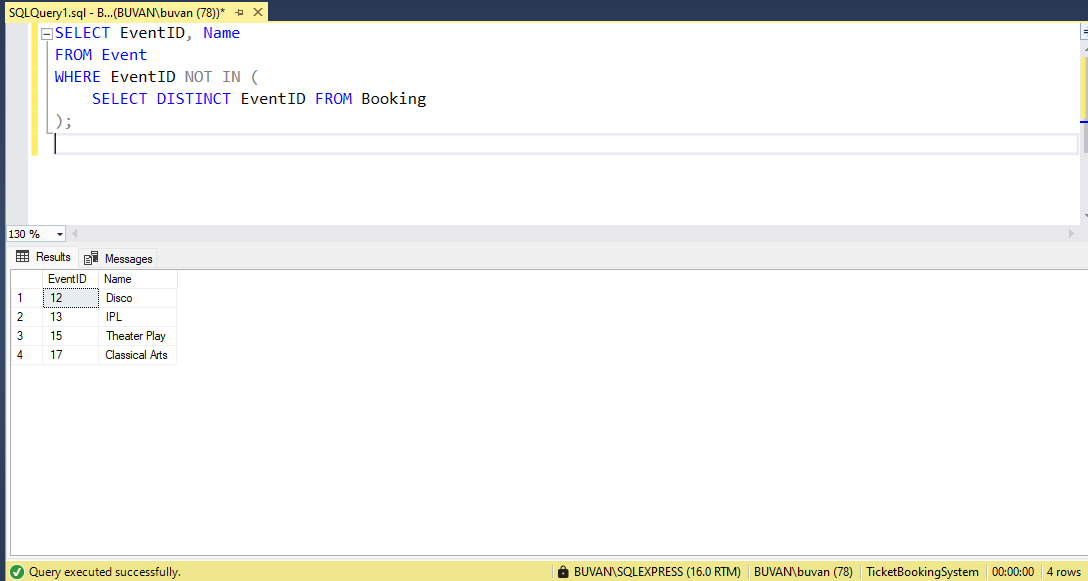 SQLQuery1.sql - B...(BUVAN\buvan (78))*
SELECT EventID, Name
FROM Event
WHERE EventID NOT IN (
    SELECT DISTINCT EventID FROM Booking
);
130 %
Results Messages
EventID Name
1 12 Disco
2 13 IPL
3 15 Theater Play
4 17 Classical Arts
Query executed successfully. BUVAN\SQLEXPRESS (16.0 RTM) BUVAN\buvan (78) TicketBookingSystem 00:00:00 4 rows